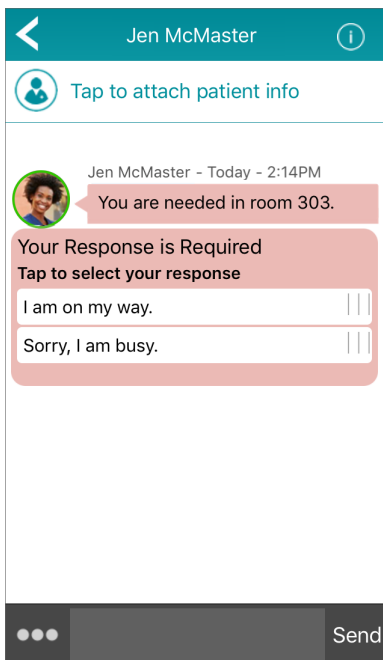 Jen McMaster
Tap to attach patient info
Jen McMaster - Today - 2:14PM
You are needed in room 303.
Your Response is Required
Tap to select your response
I am on my way.
Sorry, I am busy.
Send